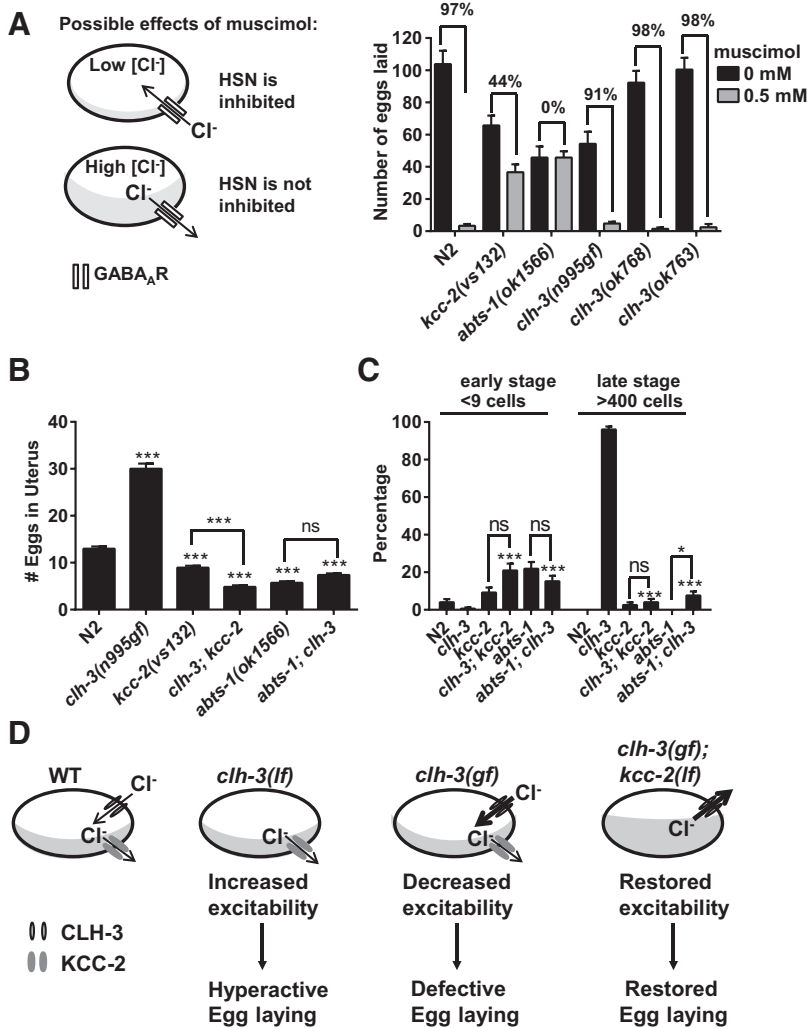 A
Possible effects of muscimol:
Low [Cl-]
HSN is
inhibited
Cl-
High [Cl-]
Cl-
HSN is not
inhibited
GABAAR
Number of eggs laid
120
100
80
60
40
20
0
97%
44%
0%
91%
98%
98%
muscimol
0 mM
0.5 mM
N2
kcc-2(vs132)
abts-1(ok1566)
clh-3(n995gf)
clh-3(ok768)
clh-3(ok763)
B
# Eggs in Uterus
40
30
20
10
0
***
***
***
***
ns
***
***
N2
clh-3(n995gf)
kcc-2(vs132)
clh-3; kcc-2
abts-1(ok1566)
abts-1; clh-3
C
early stage
<9 cells
late stage
>400 cells
Percentage
100
80
60
40
20
0
ns
***
ns
***
ns
***
*
***
N2
clh-3
kcc-2
clh-3; kcc-2
abts-1
abts-1; clh-3
N2
clh-3
kcc-2
clh-3; kcc-2
abts-1
abts-1; clh-3
D
WT
Cl-
Cl-
clh-3(lf)
Cl-
Increased
excitability
Hyperactive
Egg laying
clh-3(gf)
Cl-
Cl-
Decreased
excitability
Defective
Egg laying
clh-3(gf);
kcc-2(lf)
Cl-
Restored
excitability
Restored
Egg laying
CLH-3
KCC-2